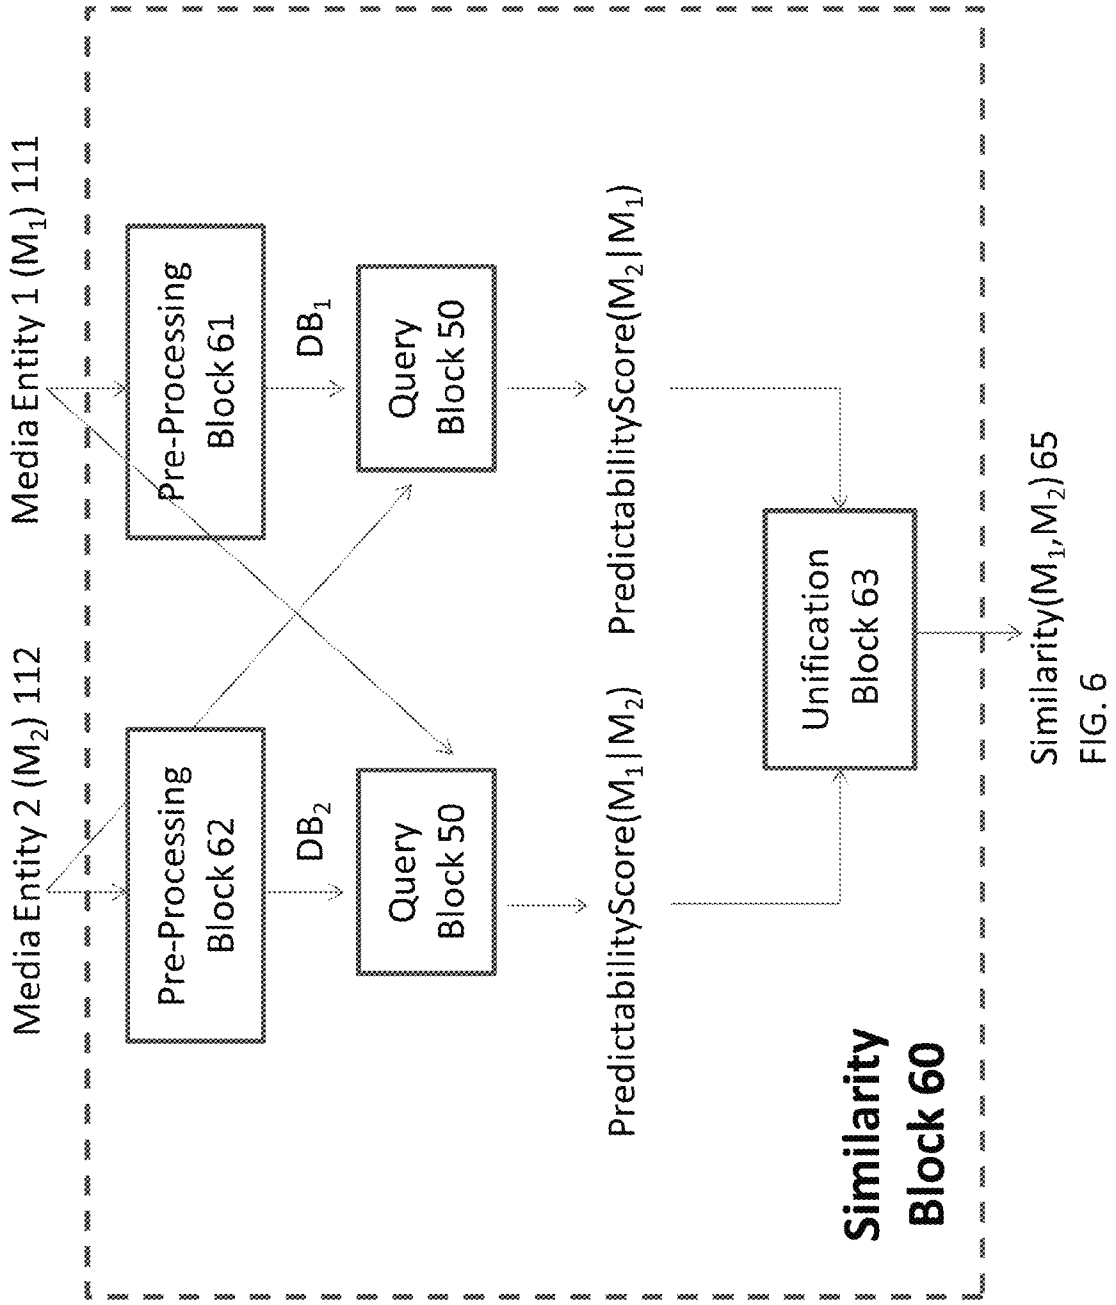 Media Entity 2 (M₂) 112
Media Entity 1 (M₁) 111
Pre-Processing
Block 62
Pre-Processing
Block 61
DB₂
DB₁
Query
Block 50
Query
Block 50
PredictabilityScore(M₁|M₂)
PredictabilityScore(M₂|M₁)
Unification
Block 63
Similarity
Block 60
Similarity(M₁,M₂) 65
FIG. 6